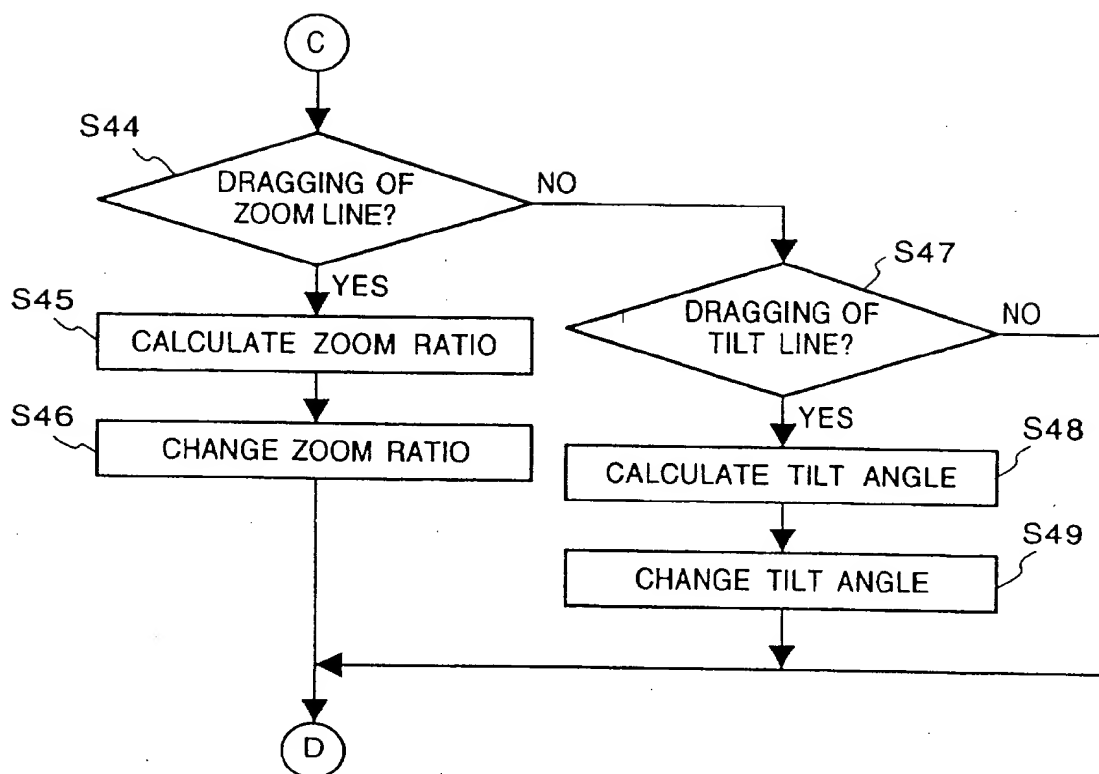 C
S44
DRAGGING OF
ZOOM LINE?
NO
YES
S45
CALCULATE ZOOM RATIO
S46
CHANGE ZOOM RATIO
S47
DRAGGING OF
TILT LINE?
NO
YES
S48
CALCULATE TILT ANGLE
S49
CHANGE TILT ANGLE
D